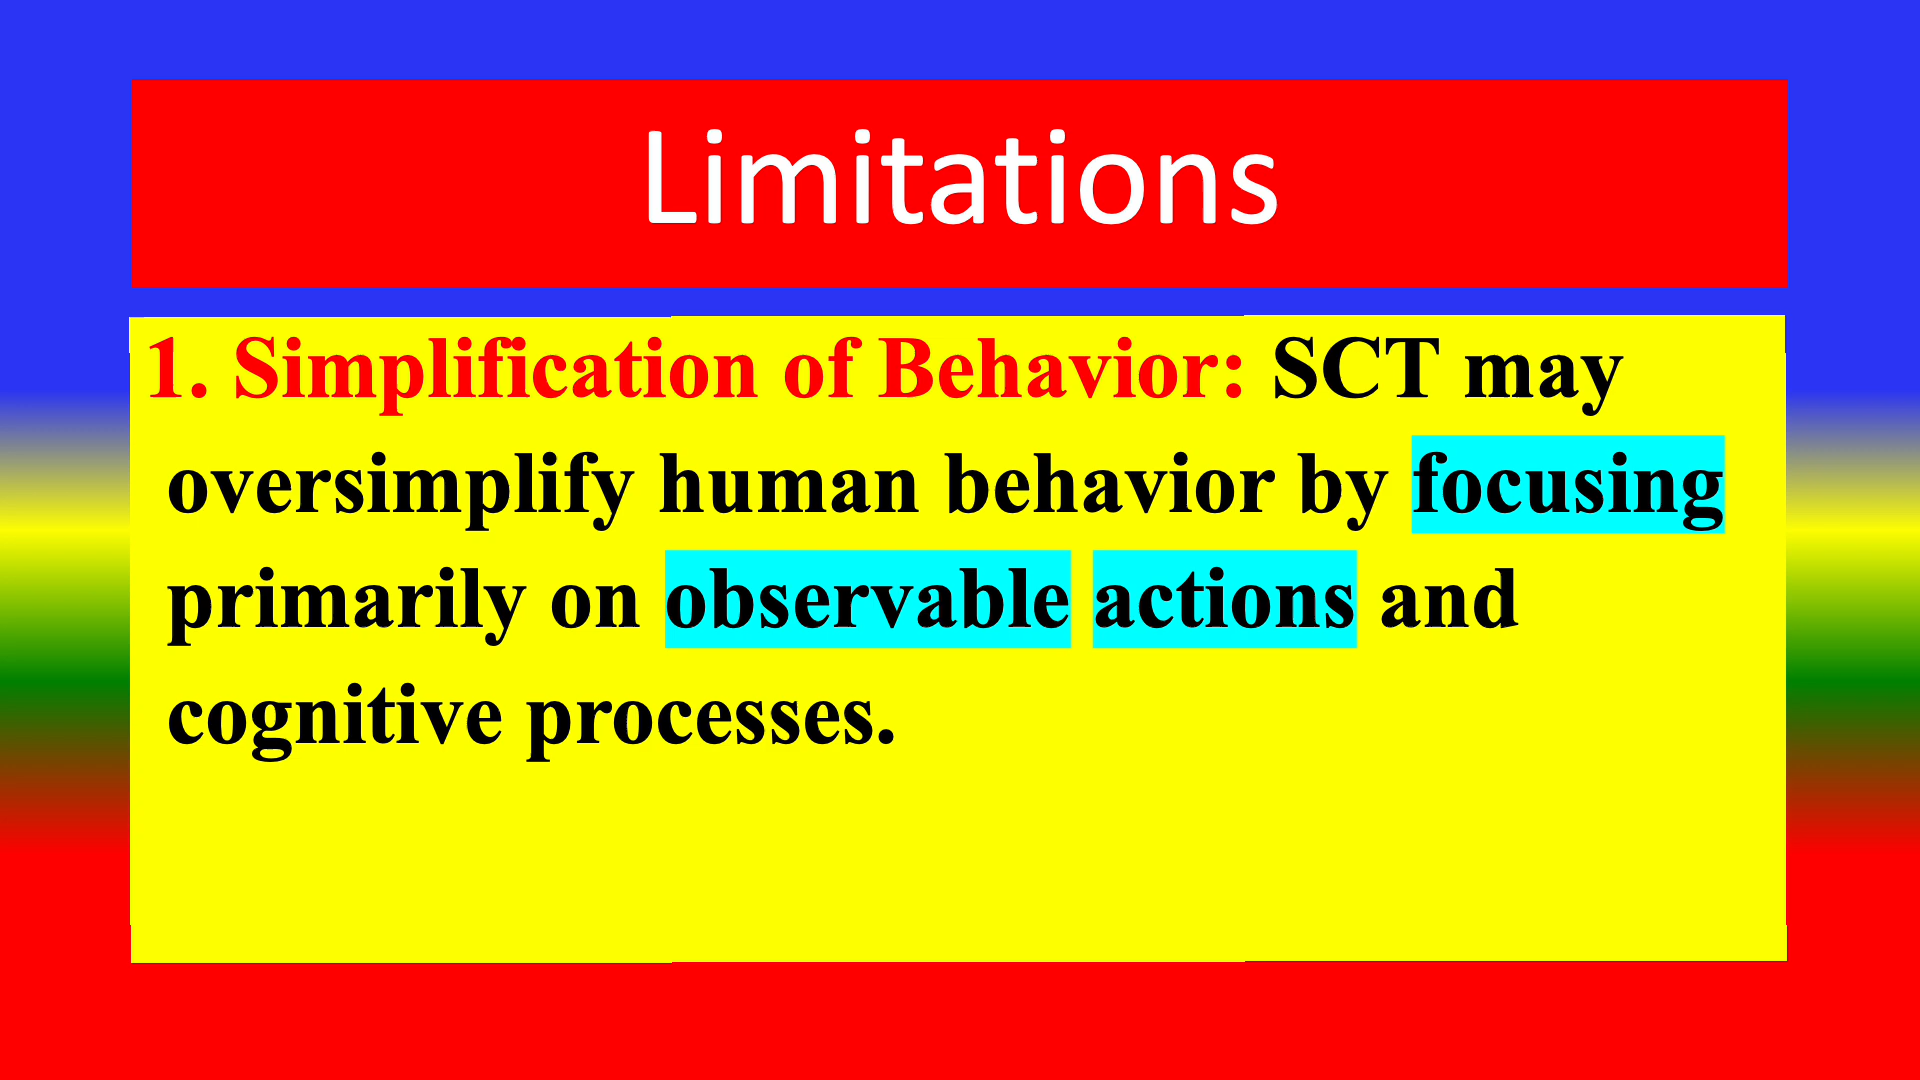 Limitations
1. Simplification of Behavior: SCT may
oversimplify human behavior by focusing
primarily on observable actions and
cognitive processes.